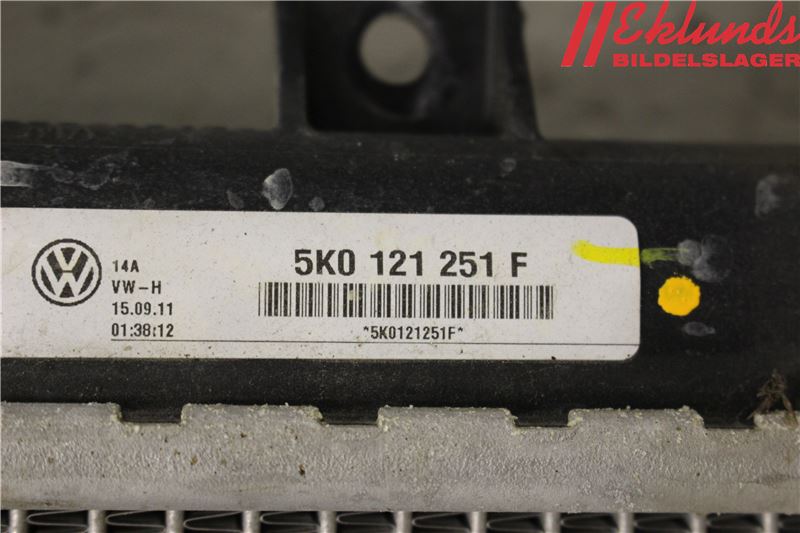 Eklunds
BILDELSLAGER
14A
VW-H
15.09.11
01:38:12
5K0 121 251 F
*5K0121251F*